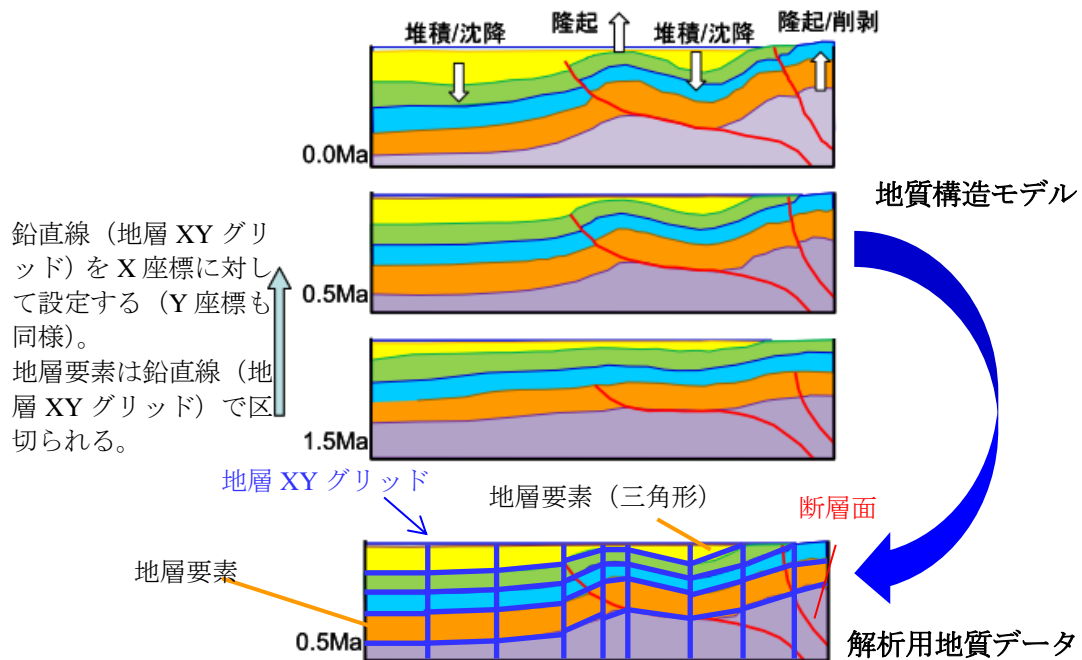 堆積/沈降
隆起
堆積/沈降
隆起/削剥
0.0Ma
地質構造モデル
鉛直線（地層 XY グリ
ッド）を X 座標に対し
て設定する（Y 座標も
同様）。
地層要素は鉛直線（地
層 XY グリッド）で区
切られる。
0.5Ma
1.5Ma
地層 XY グリッド
地層要素（三角形）
断層面
地層要素
0.5Ma
解析用地質データ